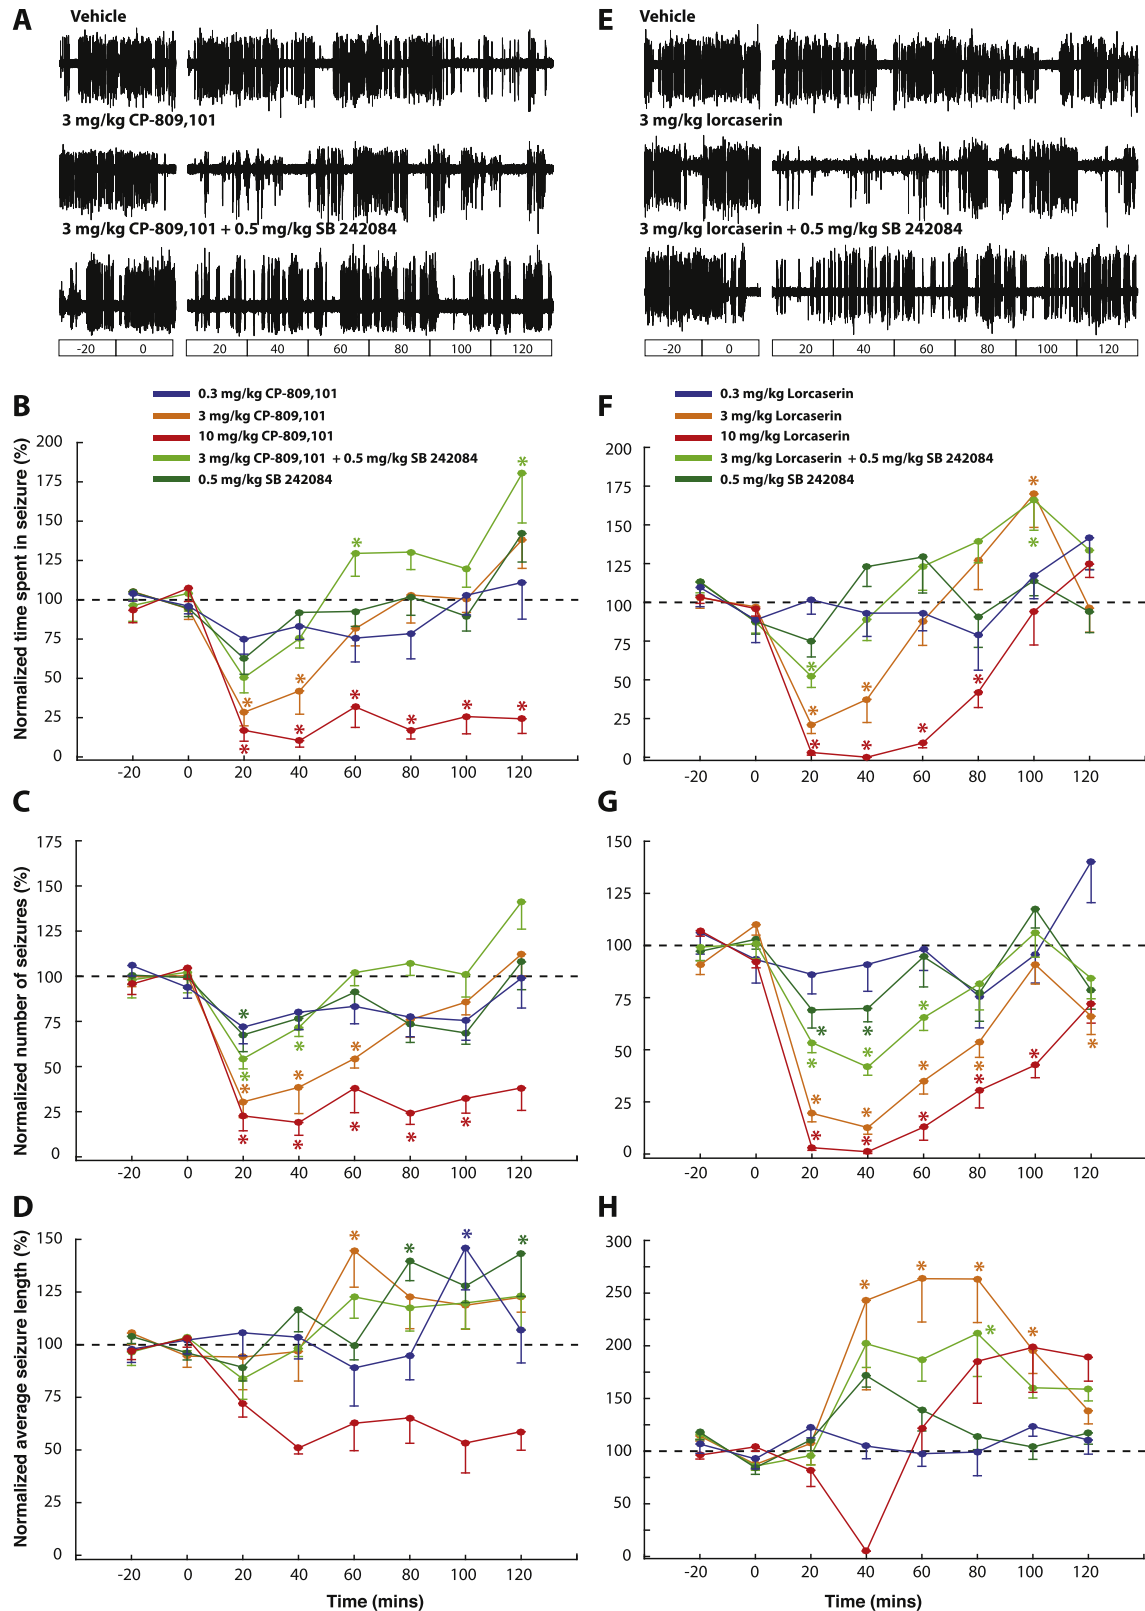 A
Vehicle
3 mg/kg CP-809,101
3 mg/kg CP-809,101 + 0.5 mg/kg SB 242084
-20 0 20 40 60 80 100 120
E
Vehicle
3 mg/kg lorcaserin
3 mg/kg lorcaserin + 0.5 mg/kg SB 242084
-20 0 20 40 60 80 100 120
B
0.3 mg/kg CP-809,101
3 mg/kg CP-809,101
10 mg/kg CP-809,101
3 mg/kg CP-809,101 + 0.5 mg/kg SB 242084
0.5 mg/kg SB 242084
Normalized time spent in seizure (%)
200
175
150
125
100
75
50
25
0
-20 0 20 40 60 80 100 120
* * * * * * * * * *
F
0.3 mg/kg Lorcaserin
3 mg/kg Lorcaserin
10 mg/kg Lorcaserin
3 mg/kg Lorcaserin + 0.5 mg/kg SB 242084
0.5 mg/kg SB 242084
200
175
150
125
100
75
50
25
0
-20 0 20 40 60 80 100 120
* * * * * * * * *
C
Normalized number of seizures (%)
175
150
125
100
75
50
25
0
-20 0 20 40 60 80 100 120
* * * * * * * * * * *
G
150
125
100
75
50
25
0
-20 0 20 40 60 80 100 120
* * * * * * * * * * * * * * *
D
Normalized average seizure length (%)
150
125
100
75
50
25
0
-20 0 20 40 60 80 100 120
* * * *
Time (mins)
H
300
250
200
150
100
50
0
-20 0 20 40 60 80 100 120
* * * * *
Time (mins)